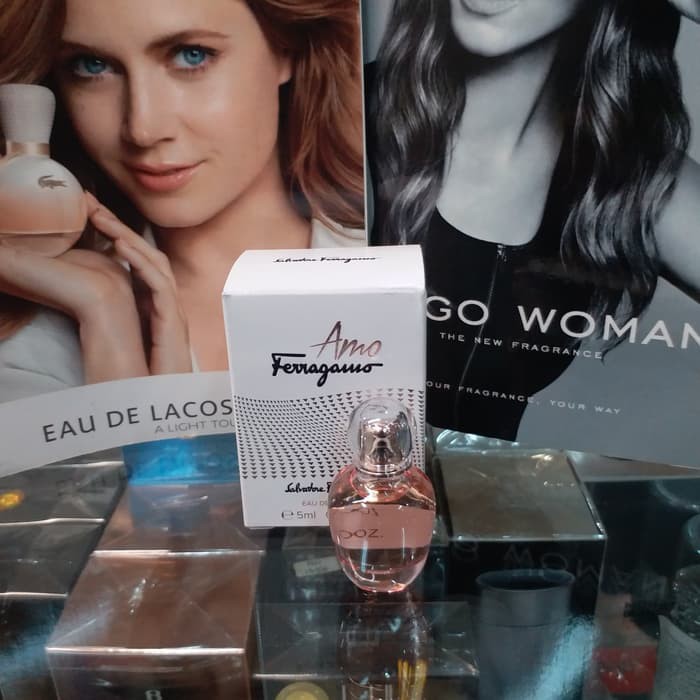 EAU DE LACOS
A LIGHT TOU
GO WOMAN
THE NEW FRAGRANCE
OUR FRAGRANCE, YOUR WAY
Salvatore Ferragamo
Amo
Ferragamo
Salvatore F
EAU DE
℮ 5ml
OZ.